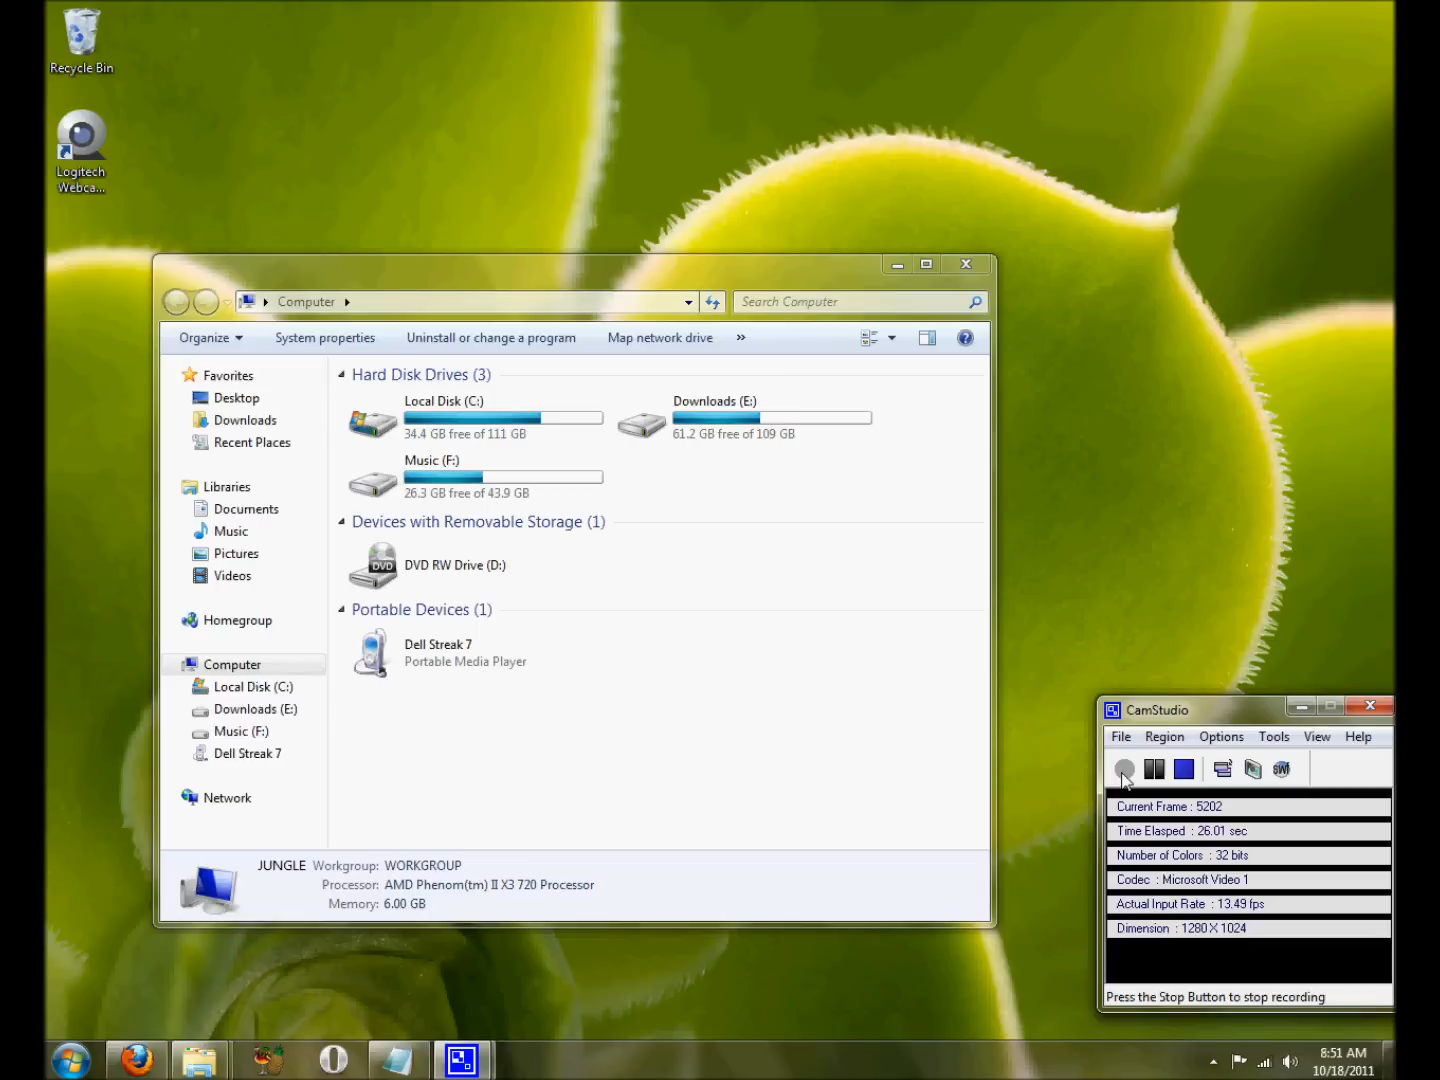 Recycle Bin
Logitech
Webca...
Computer
Search Computer
Organize
System properties
Uninstall or change a program
Map network drive
»
Favorites
Desktop
Downloads
Recent Places
Libraries
Documents
Music
Pictures
Videos
Homegroup
Computer
Local Disk (C:)
Downloads (E:)
Music (F:)
Dell Streak 7
Network
Hard Disk Drives (3)
Local Disk (C:)
34.4 GB free of 111 GB
Downloads (E:)
61.2 GB free of 109 GB
Music (F:)
26.3 GB free of 43.9 GB
Devices with Removable Storage (1)
DVD
DVD RW Drive (D:)
Portable Devices (1)
Dell Streak 7
Portable Media Player
JUNGLE Workgroup: WORKGROUP
Processor: AMD Phenom(tm) II X3 720 Processor
Memory: 6.00 GB
CamStudio
File Region Options Tools View Help
SWF
Current Frame : 5202
Time Elasped : 26.01 sec
Number of Colors : 32 bits
Codec : Microsoft Video 1
Actual Input Rate : 13.49 fps
Dimension : 1280 X 1024
Press the Stop Button to stop recording
8:51 AM
10/18/2011